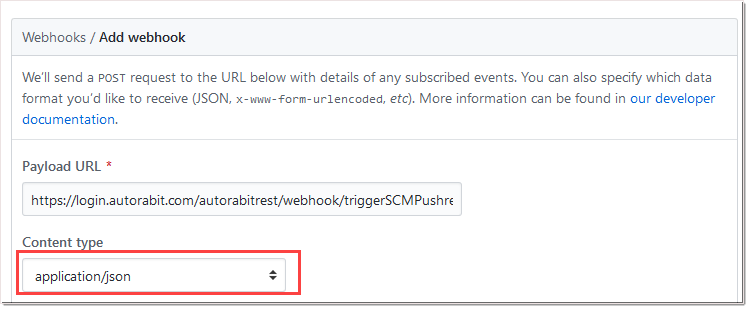 Webhooks / Add webhook
We'll send a POST request to the URL below with details of any subscribed events. You can also specify which data
format you'd like to receive (JSON, x-www-form-urlencoded, etc). More information can be found in our developer
documentation.
Payload URL *
https://login.autorabit.com/autorabitrest/webhook/triggerSCMPushre
Content type
application/json